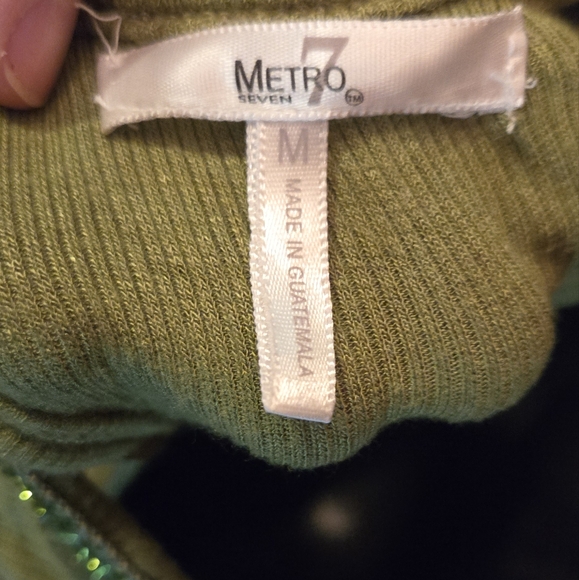 METRO 7
SEVEN TM
M
MADE IN GUATEMALA